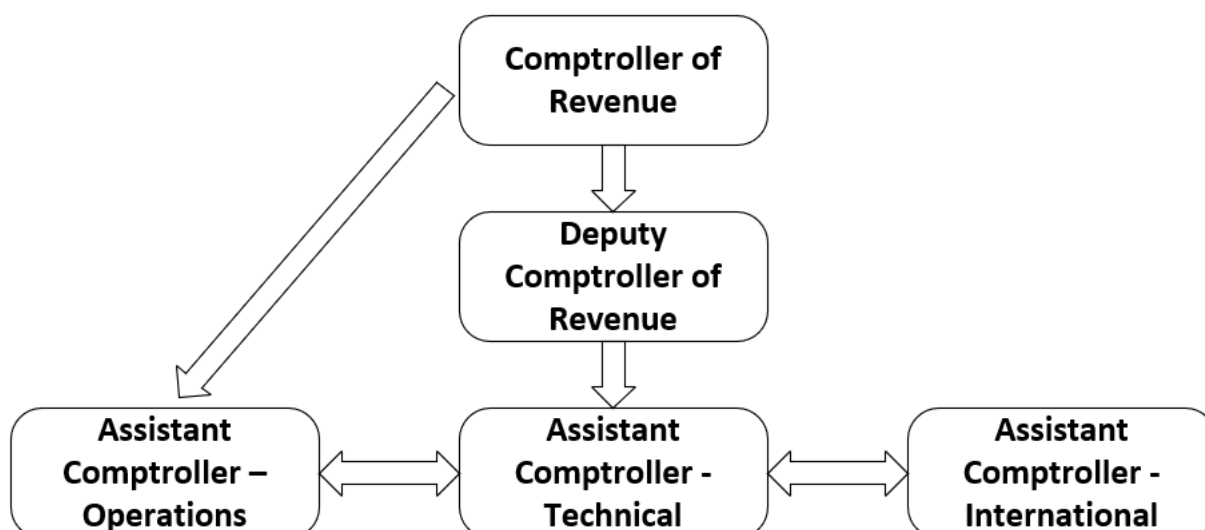 Comptroller of
Revenue
Deputy
Comptroller of
Revenue
Assistant
Comptroller –
Operations
Assistant
Comptroller -
Technical
Assistant
Comptroller -
International